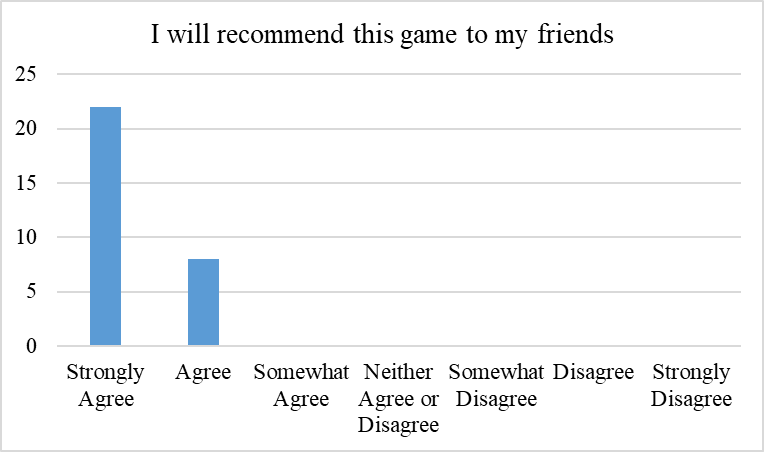 I will recommend this game to my friends
25
20
15
10
5
0
Strongly Agree
Agree
Somewhat Agree
Neither Agree or Disagree
Somewhat Disagree
Disagree
Strongly Disagree